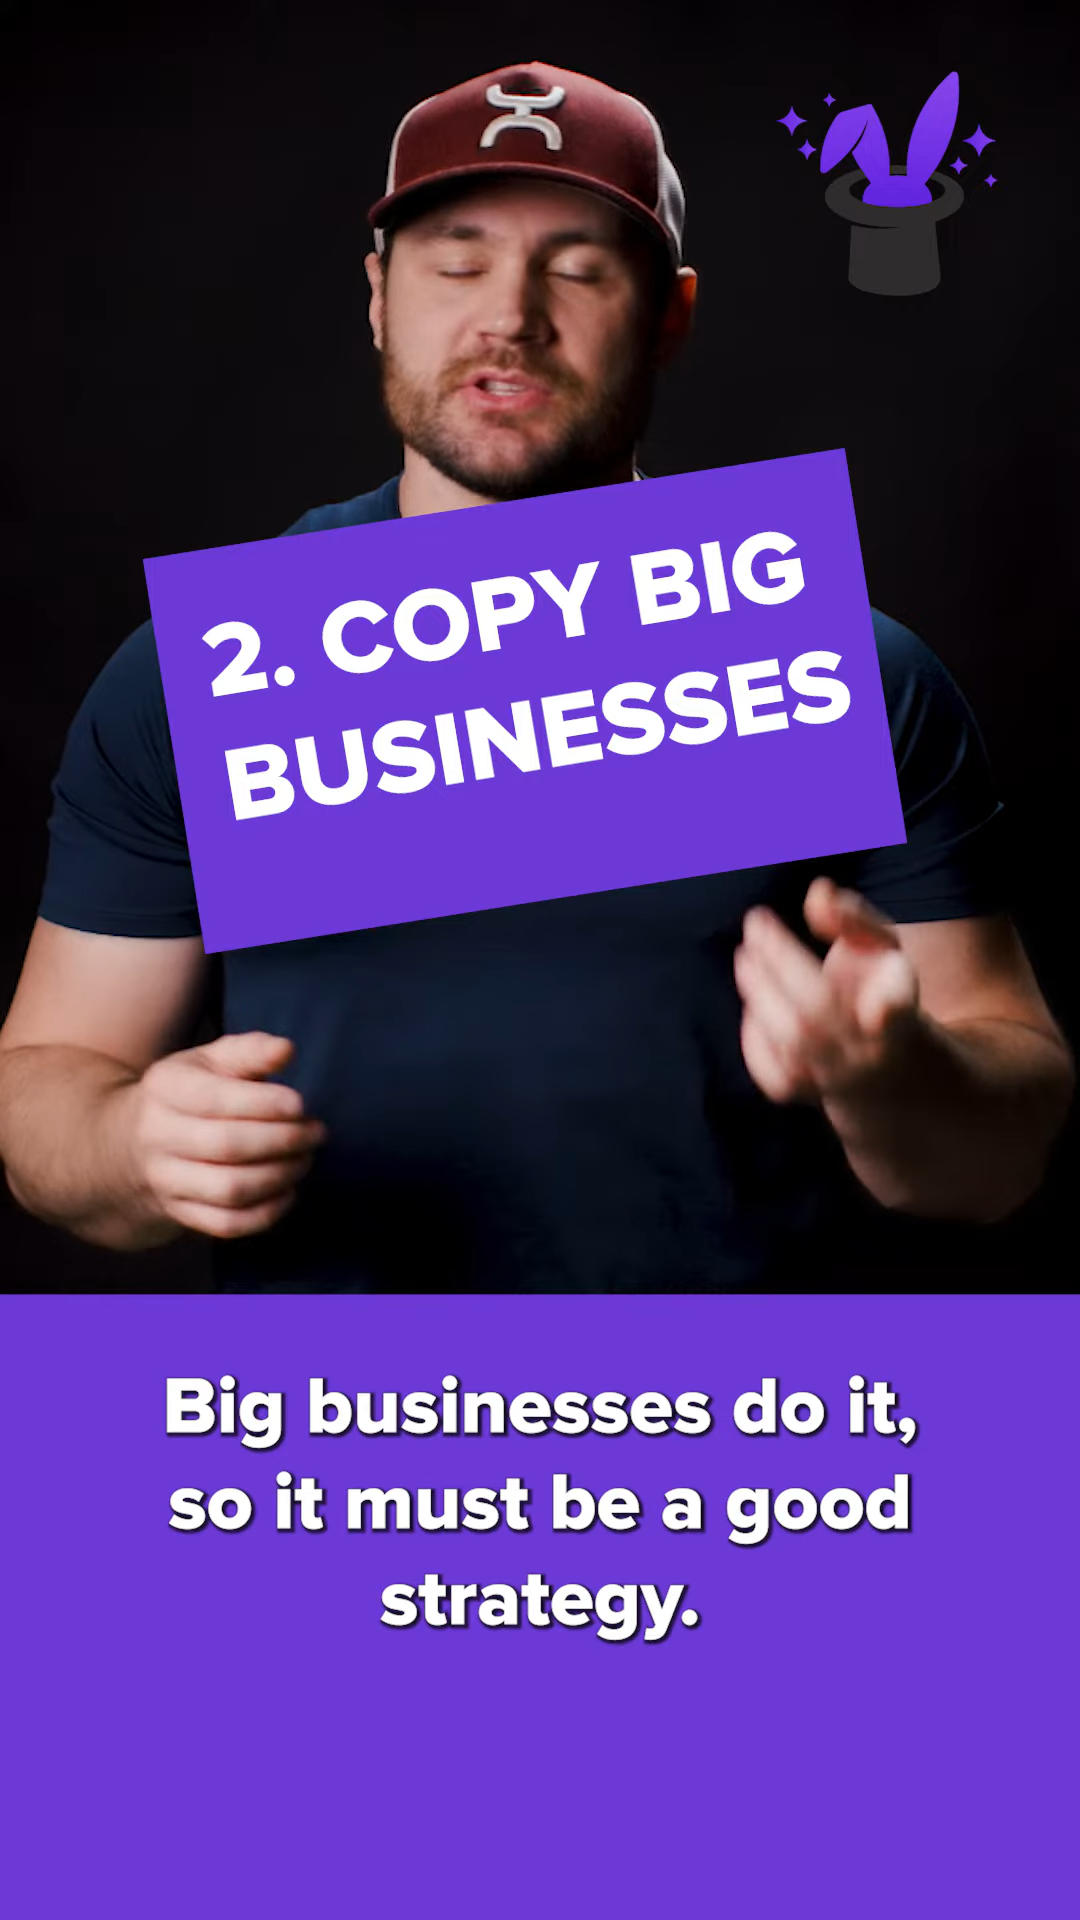 2. COPY BIG
BUSINESSES
Big businesses do it,
so it must be a good
strategy.